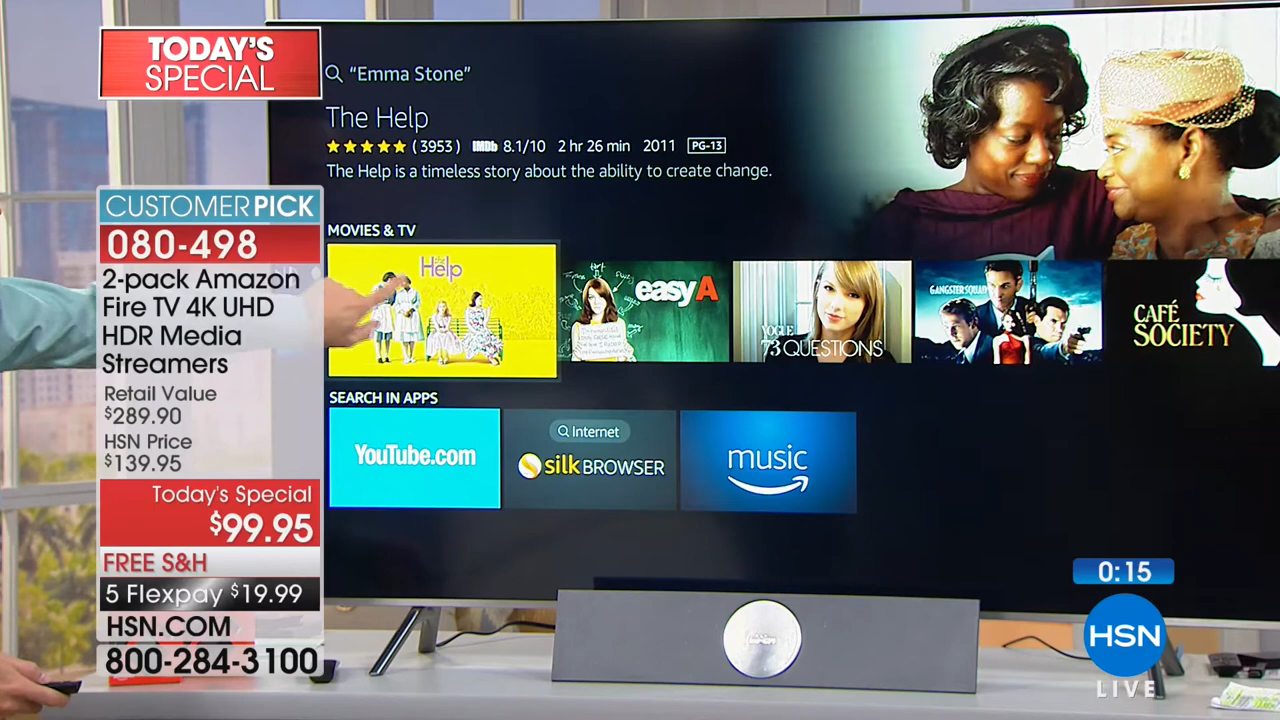 TODAY'S
SPECIAL
CUSTOMER PICK
080-498
2-pack Amazon
Fire TV 4K UHD
HDR Media
Streamers
Retail Value
$289.90
HSN Price
$139.95
Today's Special
$99.95
FREE S&H
5 Flexpay $19.99
HSN.COM
800-284-3100
"Emma Stone"
The Help
(3953) IMDb 8.1/10 2 hr 26 min 2011 PG-13
The Help is a timeless story about the ability to create change.
MOVIES & TV
the
Help
easyA
VOGUE
73 QUESTIONS
GANGSTER SQUAD
CAFÉ
SOCIETY
SEARCH IN APPS
YouTube.com
Internet
silk BROWSER
music
0:15
HSN
LIVE